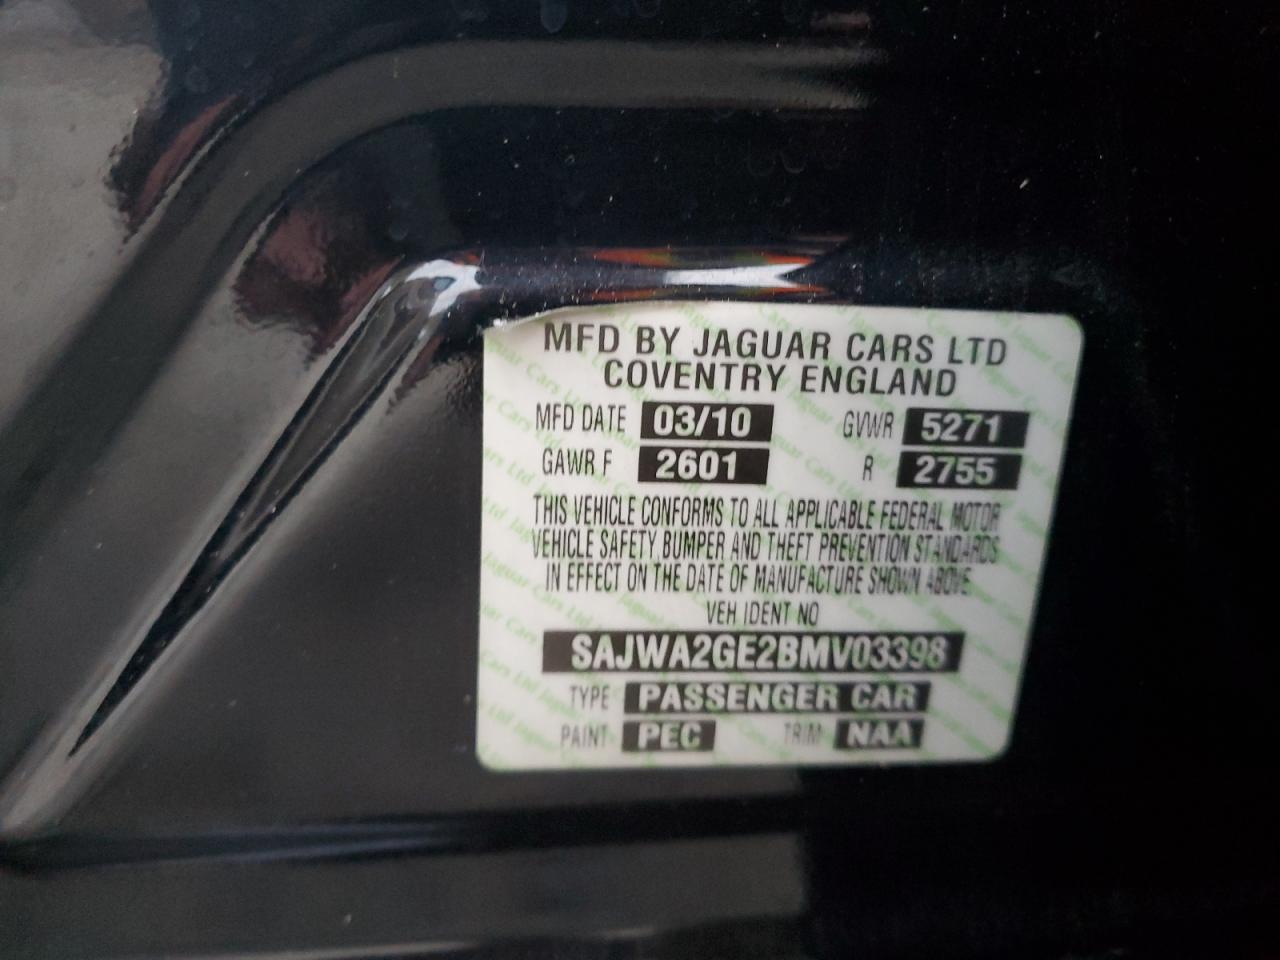 MFD BY JAGUAR CARS LTD
COVENTRY ENGLAND
MFD DATE 03/10 GVWR 5271
GAWR F 2601 R 2755
THIS VEHICLE CONFORMS TO ALL APPLICABLE FEDERAL MOTOR
VEHICLE SAFETY, BUMPER AND THEFT PREVENTION STANDARDS
IN EFFECT ON THE DATE OF MANUFACTURE SHOWN ABOVE
VEH IDENT NO
SAJWA2GE2BMV03398
TYPE PASSENGER CAR
PAINT PEC TRIM NAA